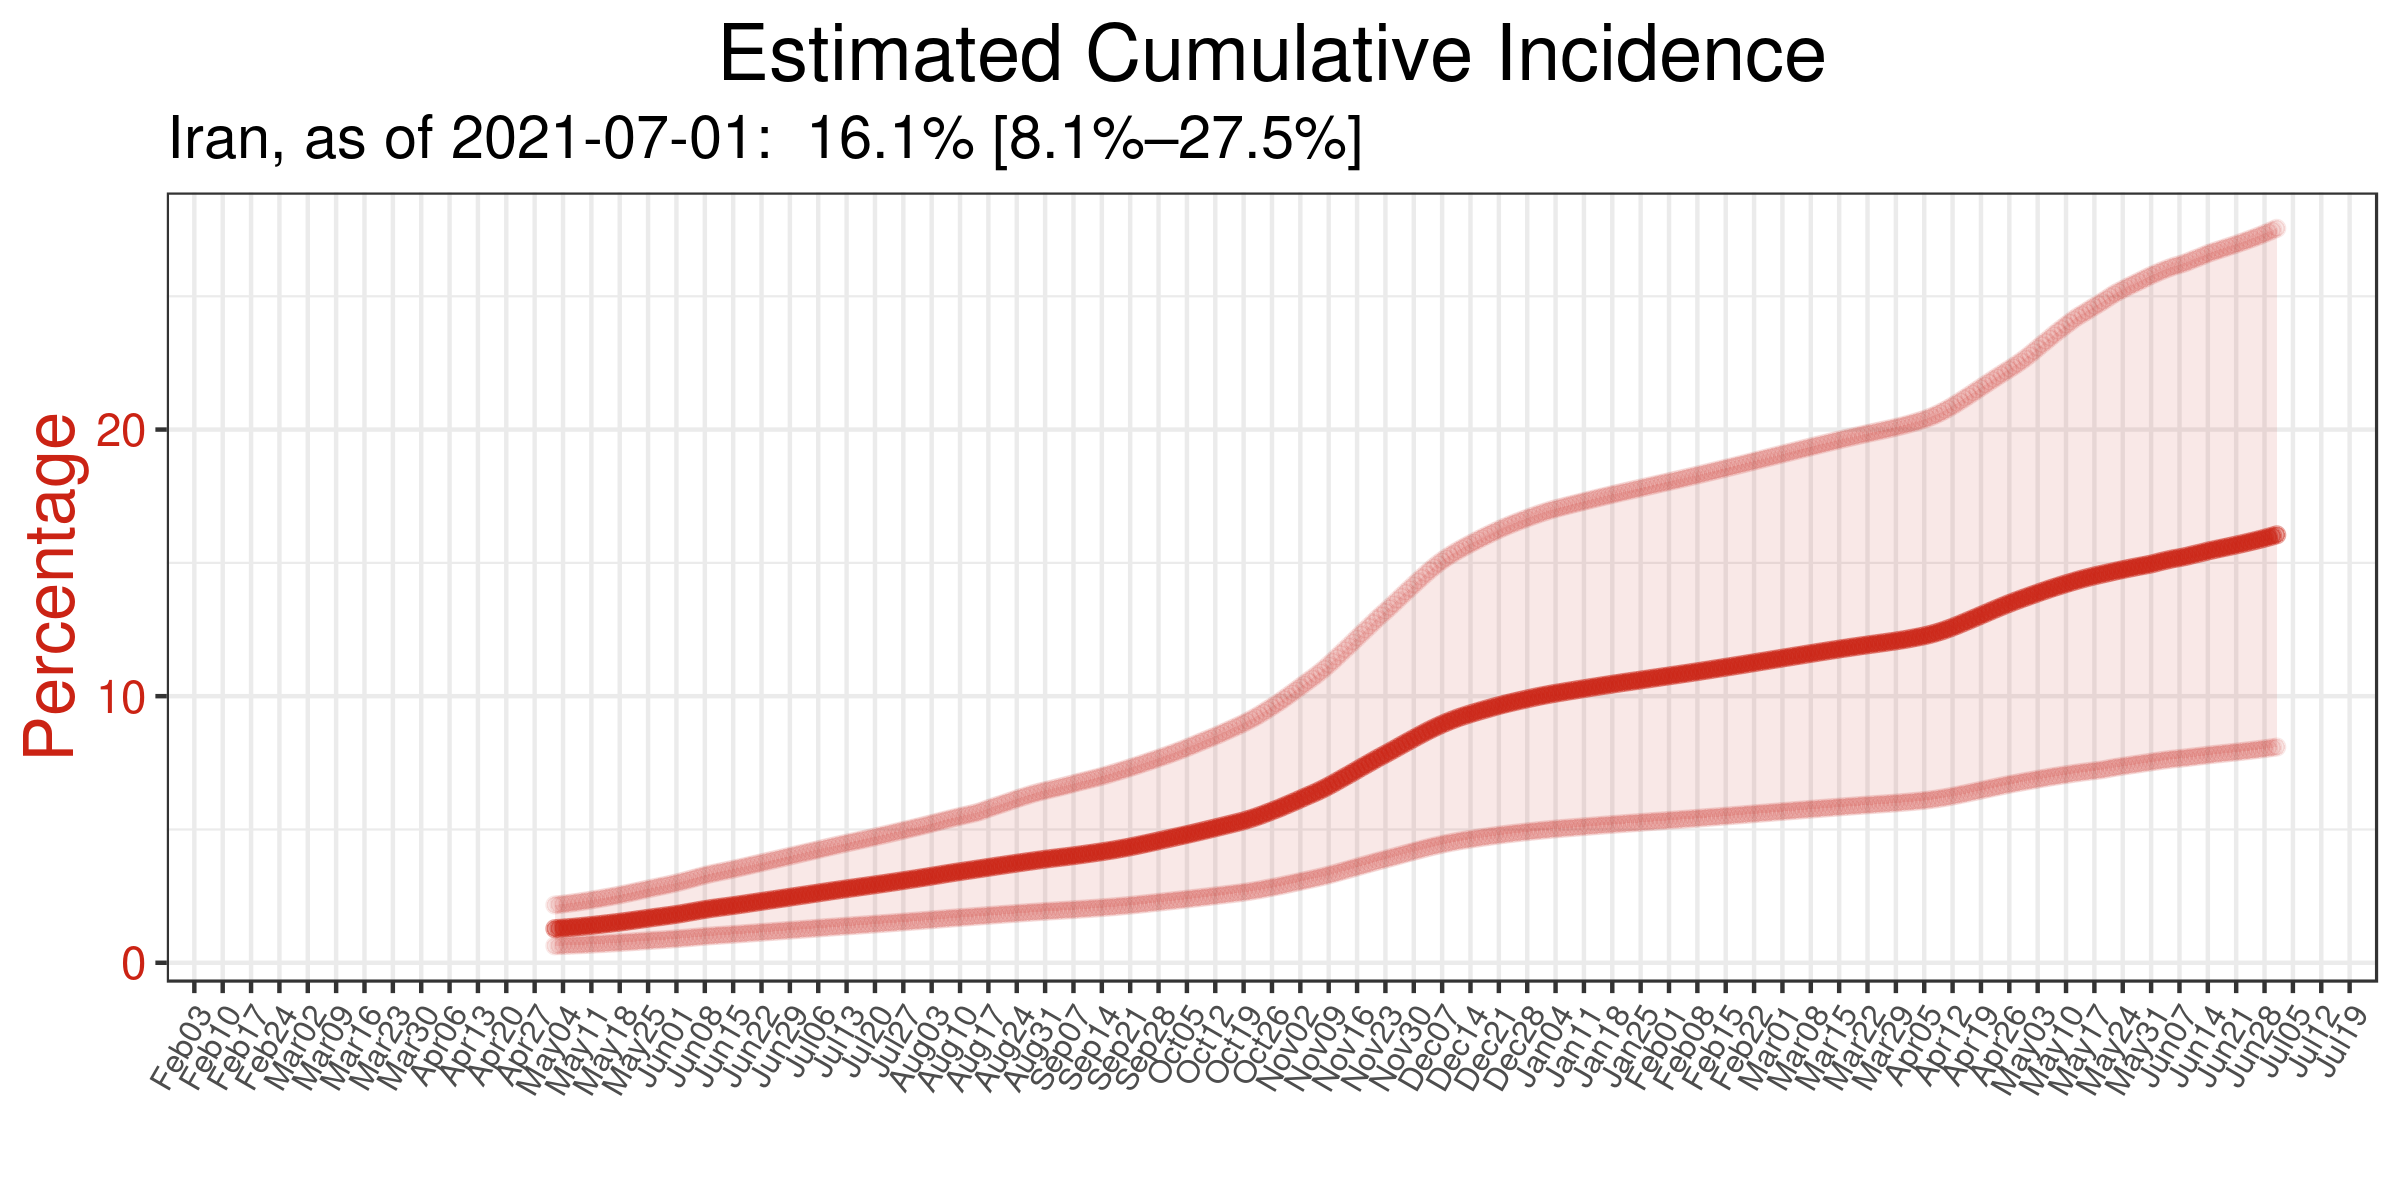 Estimated Cumulative Incidence
Iran, as of 2021-07-01:  16.1% [8.1%–27.5%]
Percentage
20
10
0
Feb03
Feb10
Feb17
Feb24
Mar02
Mar09
Mar16
Mar23
Mar30
Apr06
Apr13
Apr20
Apr27
May04
May11
May18
May25
Jun01
Jun08
Jun15
Jun22
Jun29
Jul06
Jul13
Jul20
Jul27
Aug03
Aug10
Aug17
Aug24
Aug31
Sep07
Sep14
Sep21
Sep28
Oct05
Oct12
Oct19
Oct26
Nov02
Nov09
Nov16
Nov23
Nov30
Dec07
Dec14
Dec21
Dec28
Jan04
Jan11
Jan18
Jan25
Feb01
Feb08
Feb15
Feb22
Mar01
Mar08
Mar15
Mar22
Mar29
Apr05
Apr12
Apr19
Apr26
May03
May10
May17
May24
May31
Jun07
Jun14
Jun21
Jun28
Jul05
Jul12
Jul19